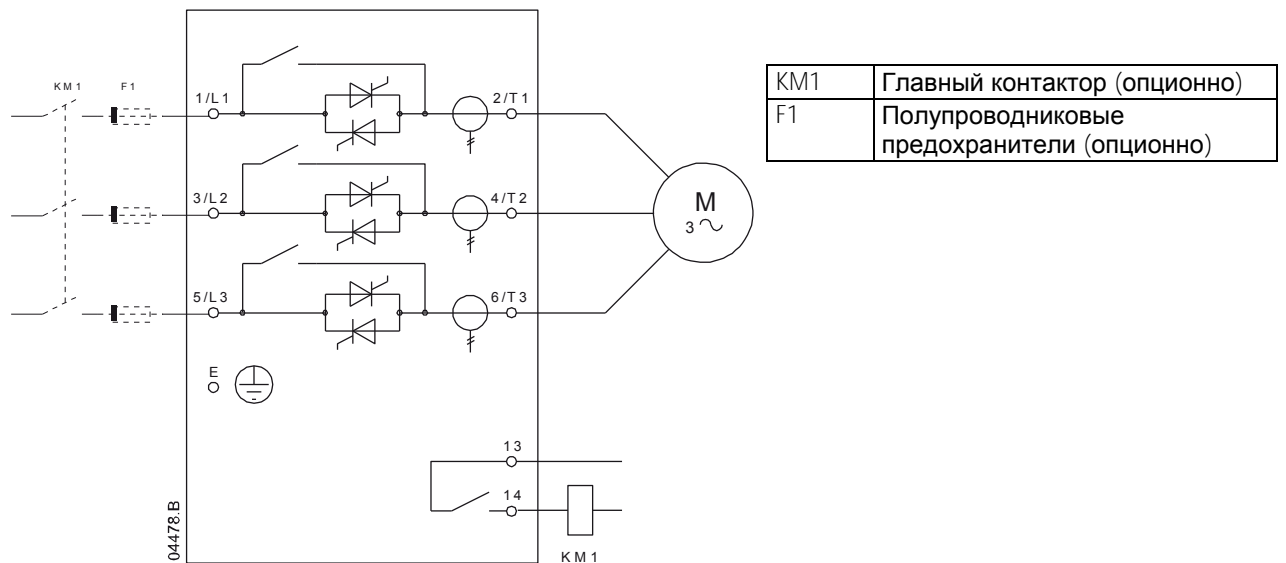 KM1 F1
1/L1 2/T1
3/L2 4/T2
5/L3 6/T3
M
3
E
13
14
KM1
04478.B
KM1 Главный контактор (опционно)
F1 Полупроводниковые
предохранители (опционно)